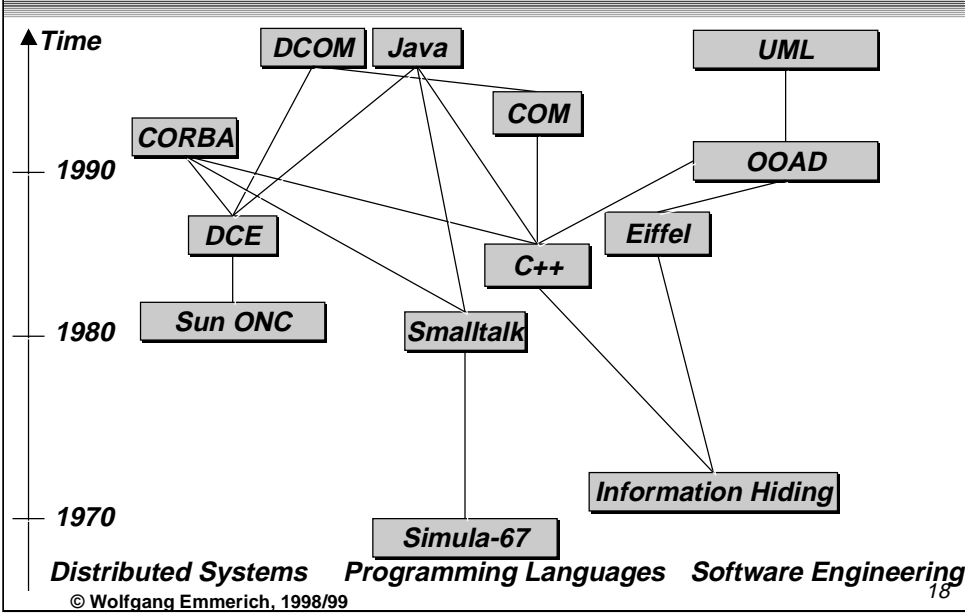 Time
DCOM
Java
UML
COM
CORBA
1990
OOAD
DCE
Eiffel
C++
Sun ONC
1980
Smalltalk
Information Hiding
1970
Simula-67
Distributed Systems
Programming Languages
Software Engineering
© Wolfgang Emmerich, 1998/99
18